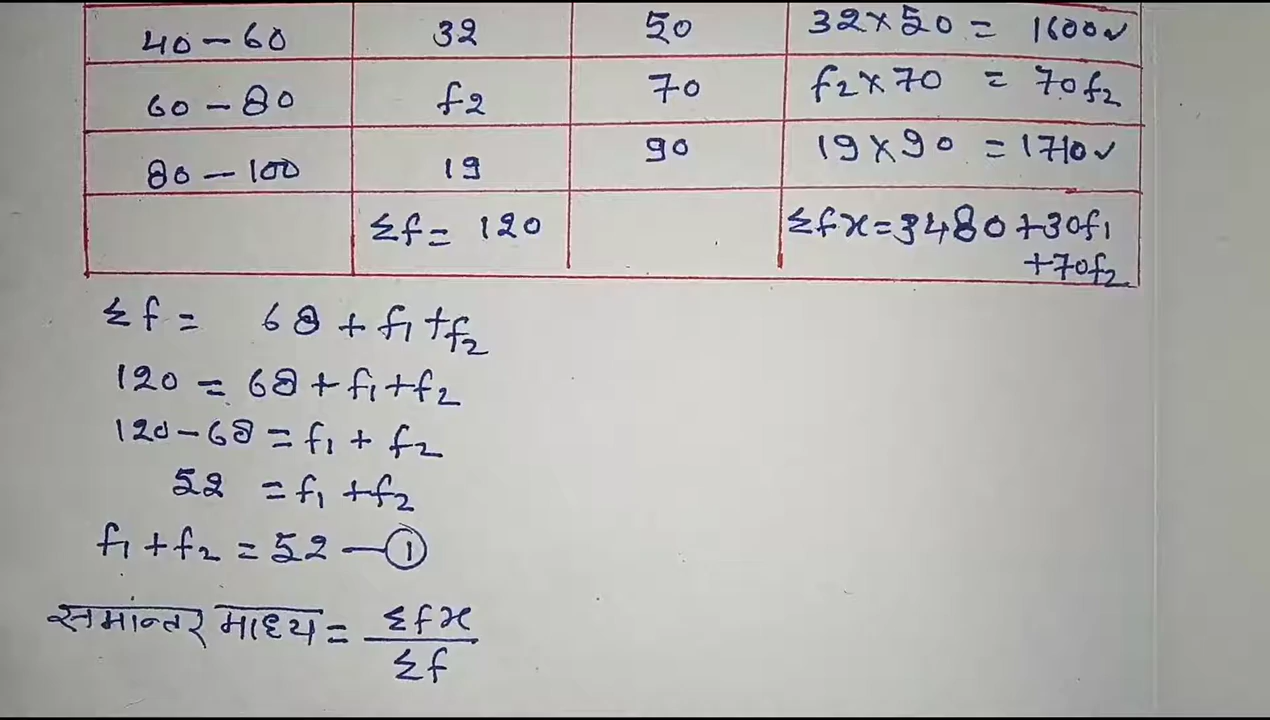 40-60 32 50 32×50 = 1600✓
60-80 f2 70 f2×70 = 70f2
80-100 19 90 19×90 = 1710✓
Σf = 120 Σfx = 3480+30f1
+70f2
Σf = 68 + f1 + f2
120 = 68 + f1 + f2
120-68 = f1 + f2
52 = f1 + f2
f1 + f2 = 52 — ①
समान्तर माध्य = Σfx
Σf